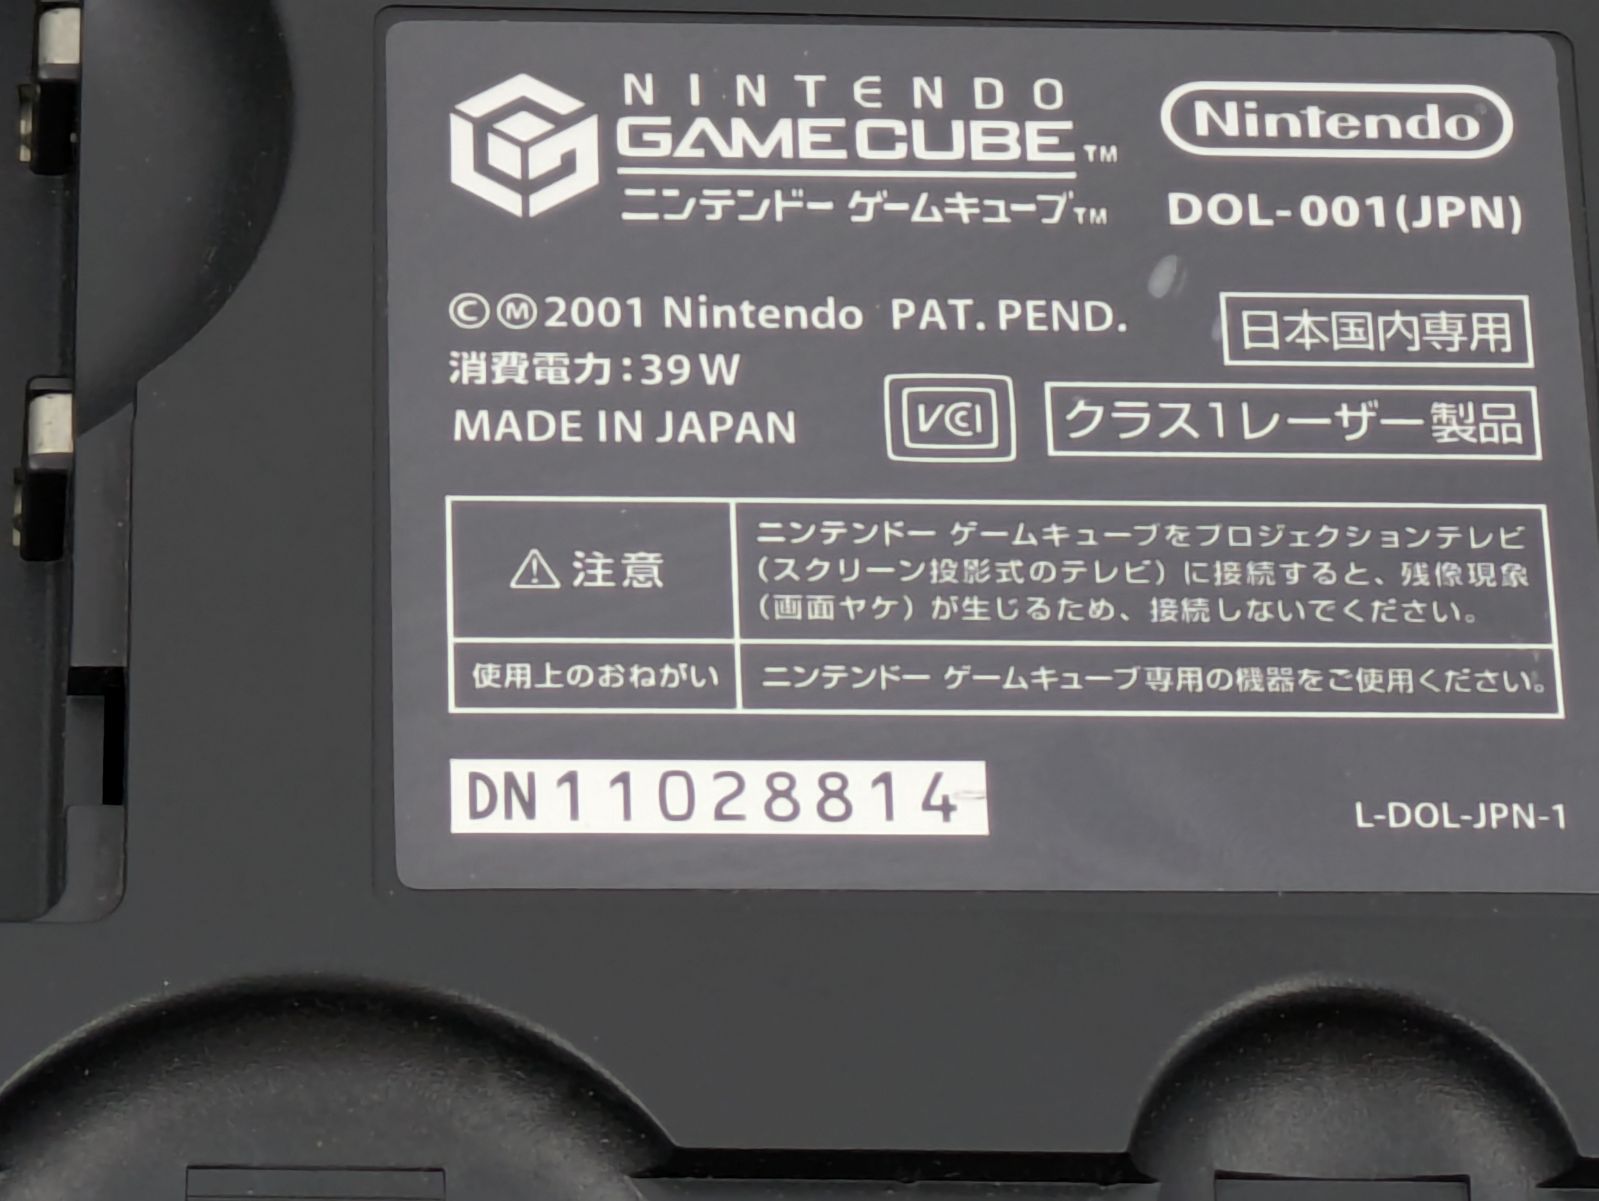 NINTENDO
GAMECUBE™
ニンテンドー ゲームキューブ™
Nintendo
DOL-001(JPN)
©Ⓜ2001 Nintendo PAT. PEND.
消費電力:39W
MADE IN JAPAN
日本国内専用
VCCI
クラス1レーザー製品
⚠注意
ニンテンドー ゲームキューブをプロジェクションテレビ
(スクリーン投影式のテレビ)に接続すると、残像現象
(画面ヤケ)が生じるため、接続しないでください。
使用上のおねがい
ニンテンドー ゲームキューブ専用の機器をご使用ください。
DN11028814
L-DOL-JPN-1